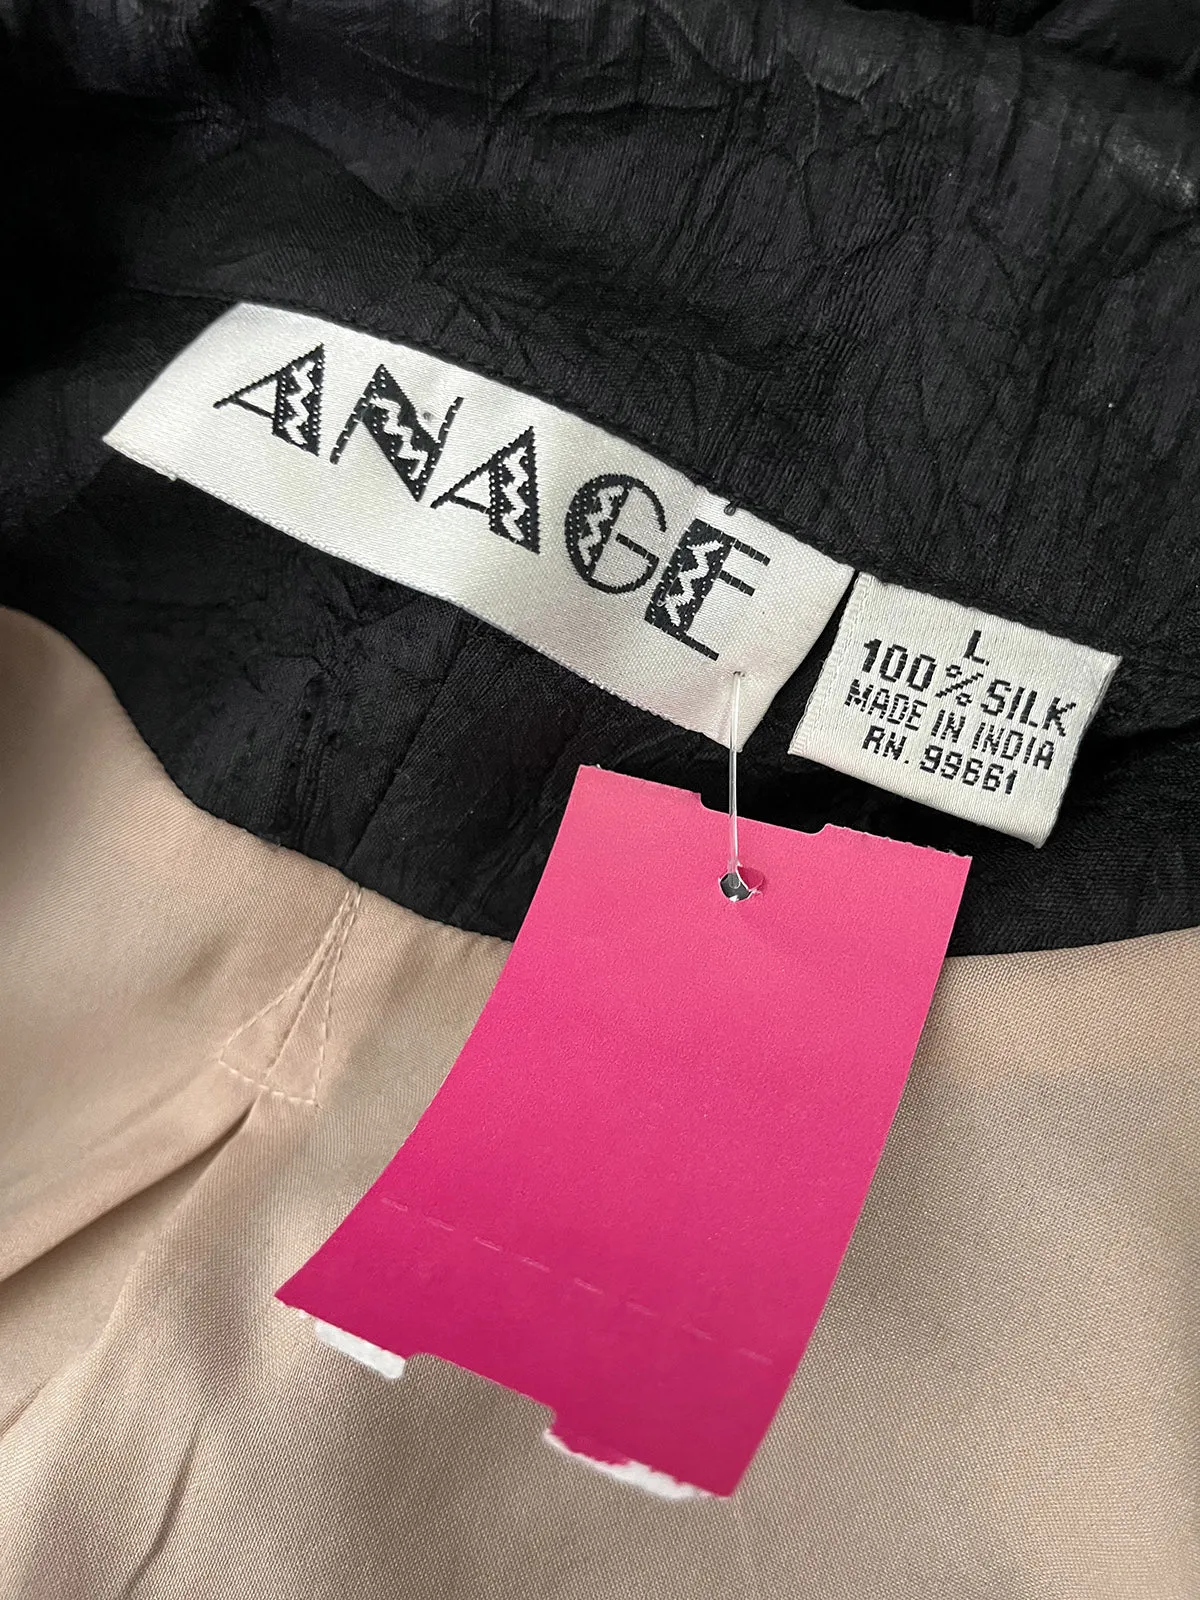 ANAGE
L
100% SILK
MADE IN INDIA
RN. 99661